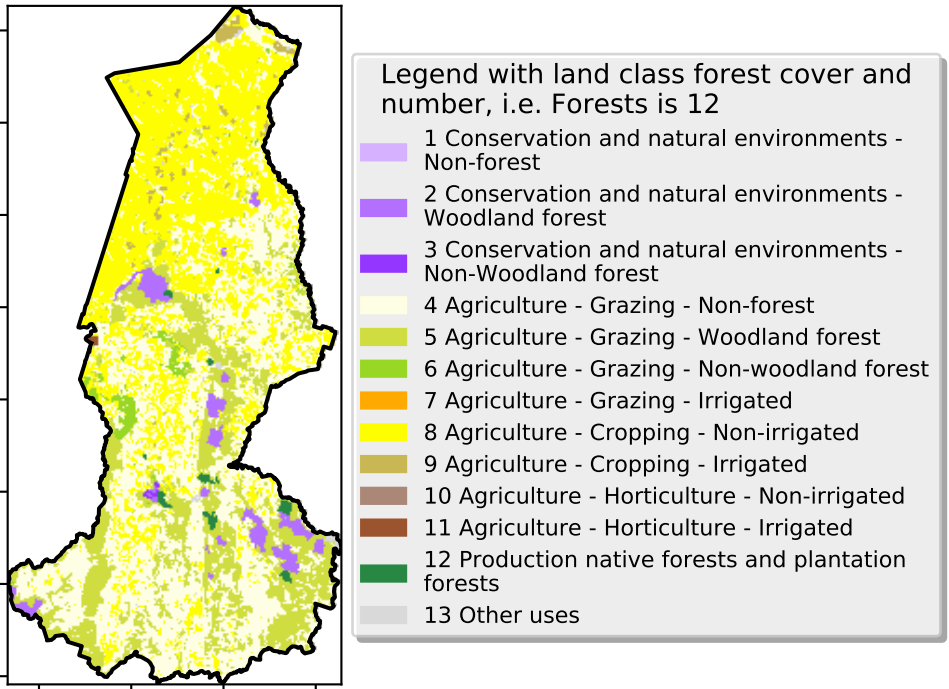 Legend with land class forest cover and
number, i.e. Forests is 12
1 Conservation and natural environments -
Non-forest
2 Conservation and natural environments -
Woodland forest
3 Conservation and natural environments -
Non-Woodland forest
4 Agriculture - Grazing - Non-forest
5 Agriculture - Grazing - Woodland forest
6 Agriculture - Grazing - Non-woodland forest
7 Agriculture - Grazing - Irrigated
8 Agriculture - Cropping - Non-irrigated
9 Agriculture - Cropping - Irrigated
10 Agriculture - Horticulture - Non-irrigated
11 Agriculture - Horticulture - Irrigated
12 Production native forests and plantation
forests
13 Other uses